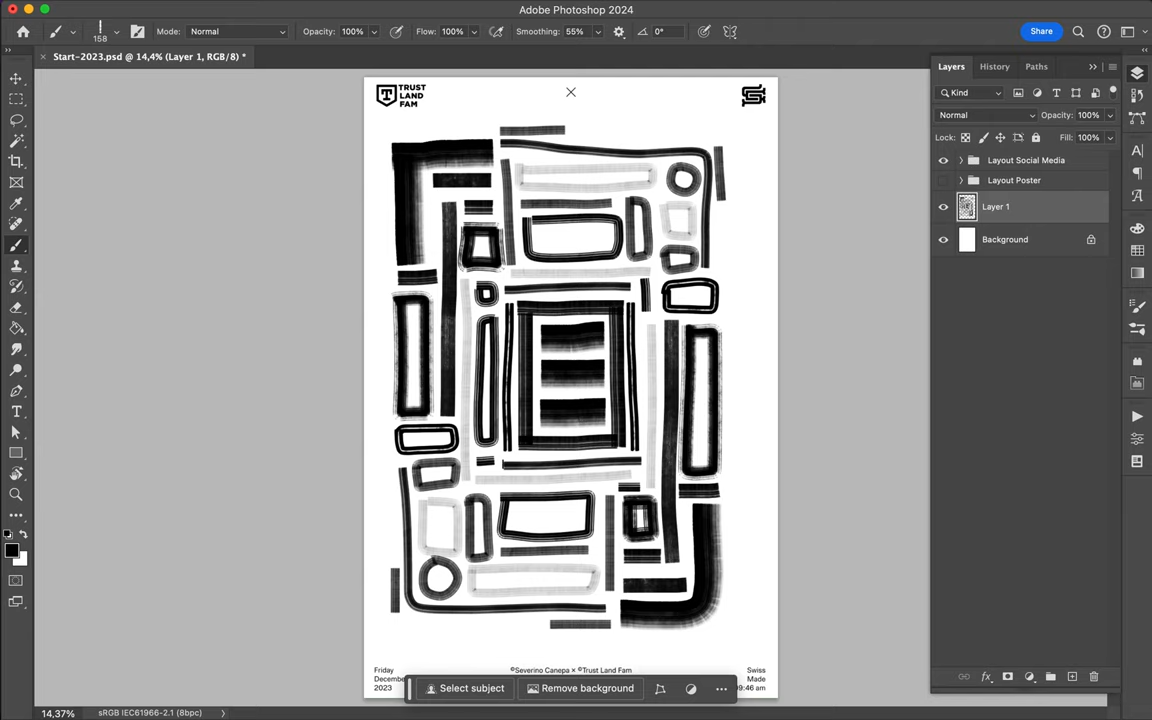 Adobe Photoshop 2024
158
Mode: Normal
Opacity: 100%
Flow: 100%
Smoothing: 55%
0°
Share
Start-2023.psd @ 14,4% (Layer 1, RGB/8) *
Layers
History
Paths
Kind
Normal
Opacity: 100%
Lock:
Fill: 100%
Layout Social Media
Layout Poster
Layer 1
Background
TRUST
LAND
FAM
Friday
December
2023
©Severino Canepa × ©Trust Land Fam
Swiss
Made
9:46 am
Select subject
Remove background
14,37%
sRGB IEC61966-2.1 (8bpc)